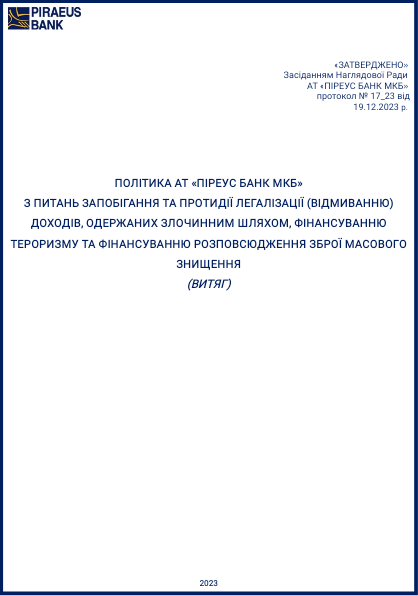 PIRAEUS
BANK
«ЗАТВЕРДЖЕНО»
Засіданням Наглядової Ради
АТ «ПІРЕУС БАНК МКБ»
протокол № 17_23 від
19.12.2023 р.
ПОЛІТИКА АТ «ПІРЕУС БАНК МКБ»
З ПИТАНЬ ЗАПОБІГАННЯ ТА ПРОТИДІЇ ЛЕГАЛІЗАЦІЇ (ВІДМИВАННЮ)
ДОХОДІВ, ОДЕРЖАНИХ ЗЛОЧИННИМ ШЛЯХОМ, ФІНАНСУВАННЮ
ТЕРОРИЗМУ ТА ФІНАНСУВАННЮ РОЗПОВСЮДЖЕННЯ ЗБРОЇ МАСОВОГО
ЗНИЩЕННЯ
(ВИТЯГ)
2023